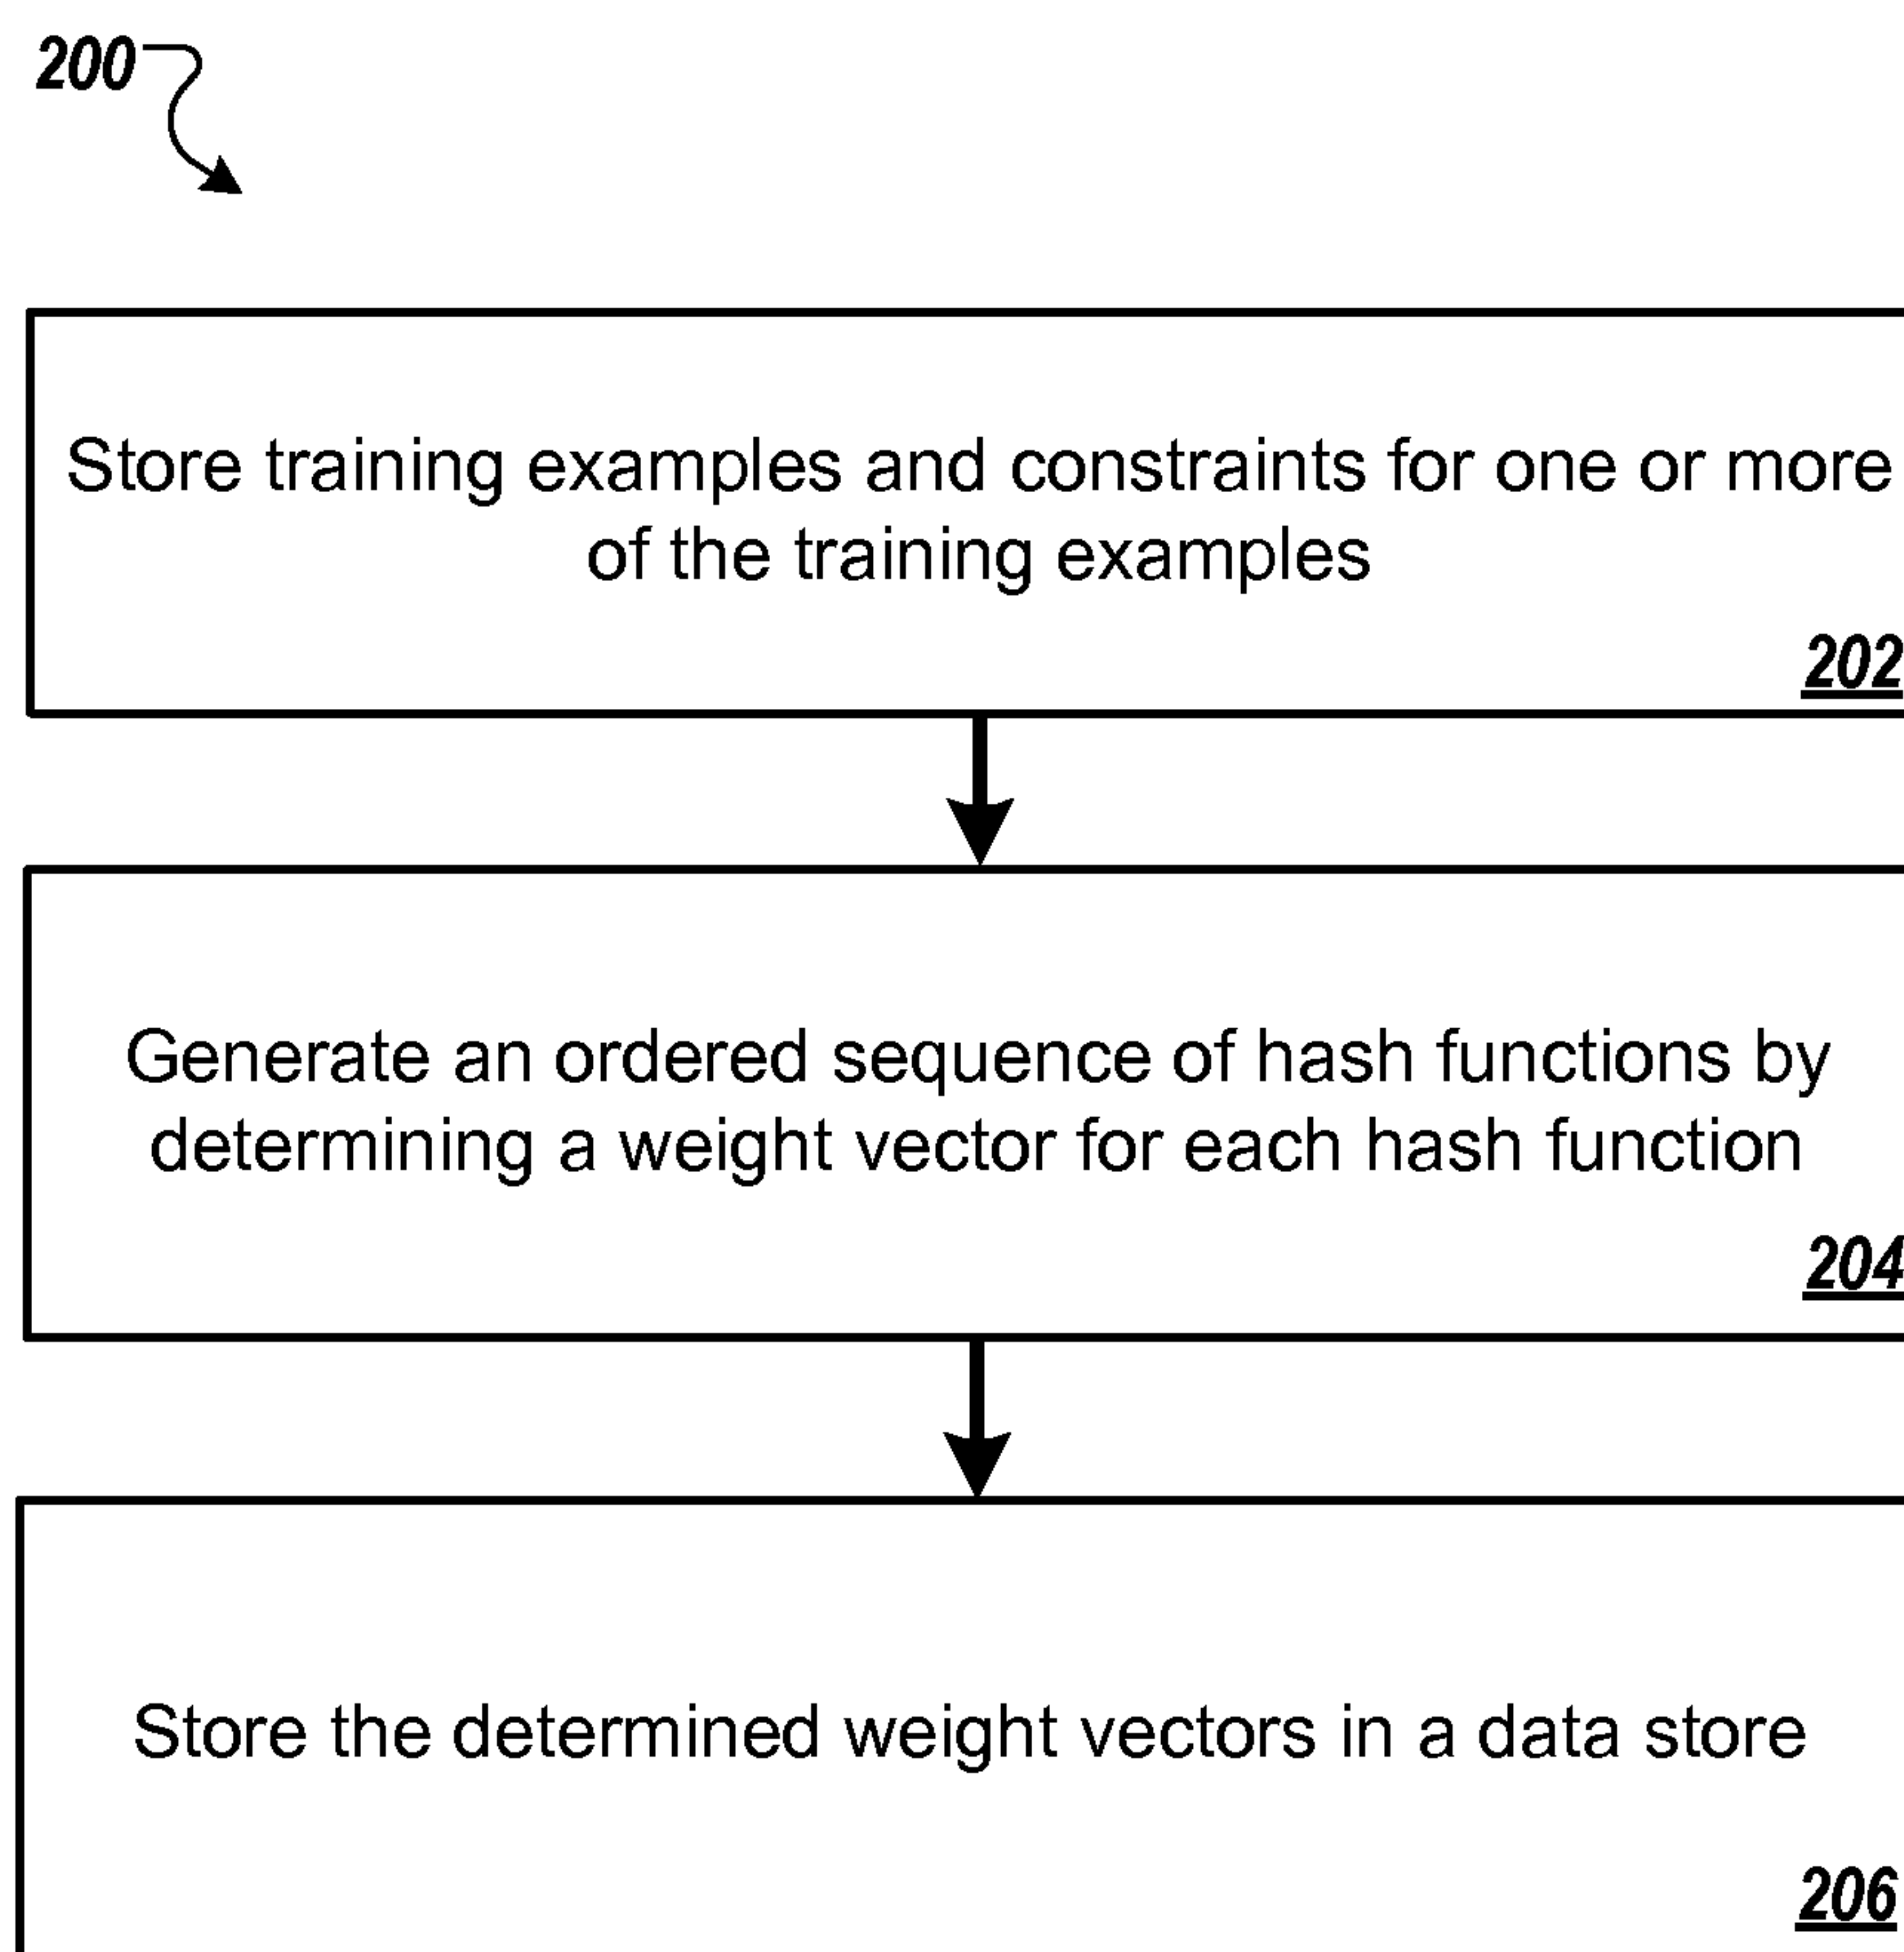 200
Store training examples and constraints for one or more
of the training examples
202
Generate an ordered sequence of hash functions by
determining a weight vector for each hash function
204
Store the determined weight vectors in a data store
206